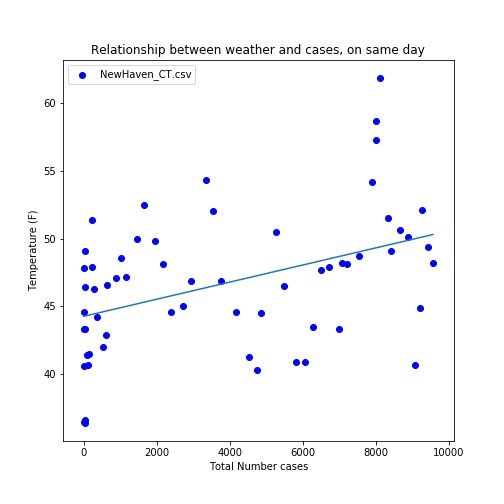 Relationship between weather and cases, on same day
NewHaven_CT.csv
60
55
50
45
40
Temperature (F)
0 2000 4000 6000 8000 10000
Total Number cases